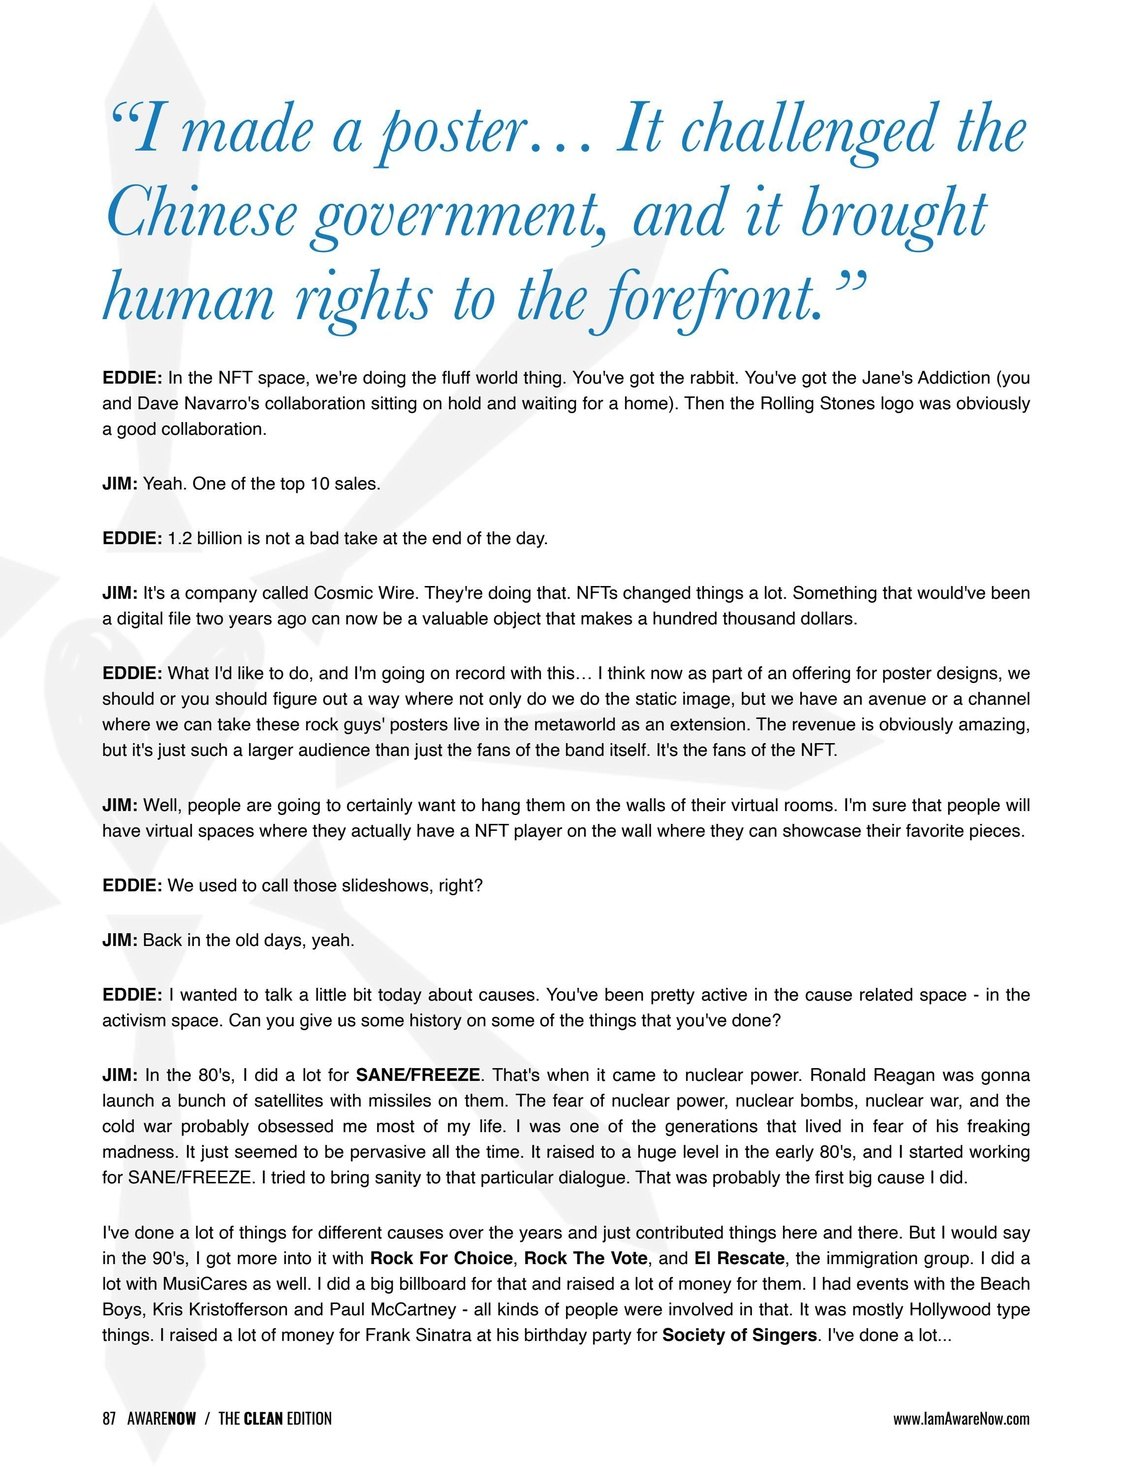 “I made a poster… It challenged the
Chinese government, and it brought
human rights to the forefront.”
EDDIE: In the NFT space, we're doing the fluff world thing. You've got the rabbit. You've got the Jane's Addiction (you
and Dave Navarro's collaboration sitting on hold and waiting for a home). Then the Rolling Stones logo was obviously
a good collaboration.
JIM: Yeah. One of the top 10 sales.
EDDIE: 1.2 billion is not a bad take at the end of the day.
JIM: It's a company called Cosmic Wire. They're doing that. NFTs changed things a lot. Something that would've been
a digital file two years ago can now be a valuable object that makes a hundred thousand dollars.
EDDIE: What I'd like to do, and I'm going on record with this… I think now as part of an offering for poster designs, we
should or you should figure out a way where not only do we do the static image, but we have an avenue or a channel
where we can take these rock guys' posters live in the metaworld as an extension. The revenue is obviously amazing,
but it's just such a larger audience than just the fans of the band itself. It's the fans of the NFT.
JIM: Well, people are going to certainly want to hang them on the walls of their virtual rooms. I'm sure that people will
have virtual spaces where they actually have a NFT player on the wall where they can showcase their favorite pieces.
EDDIE: We used to call those slideshows, right?
JIM: Back in the old days, yeah.
EDDIE: I wanted to talk a little bit today about causes. You've been pretty active in the cause related space - in the
activism space. Can you give us some history on some of the things that you've done?
JIM: In the 80's, I did a lot for SANE/FREEZE. That's when it came to nuclear power. Ronald Reagan was gonna
launch a bunch of satellites with missiles on them. The fear of nuclear power, nuclear bombs, nuclear war, and the
cold war probably obsessed me most of my life. I was one of the generations that lived in fear of his freaking
madness. It just seemed to be pervasive all the time. It raised to a huge level in the early 80's, and I started working
for SANE/FREEZE. I tried to bring sanity to that particular dialogue. That was probably the first big cause I did.
I've done a lot of things for different causes over the years and just contributed things here and there. But I would say
in the 90's, I got more into it with Rock For Choice, Rock The Vote, and El Rescate, the immigration group. I did a
lot with MusiCares as well. I did a big billboard for that and raised a lot of money for them. I had events with the Beach
Boys, Kris Kristofferson and Paul McCartney - all kinds of people were involved in that. It was mostly Hollywood type
things. I raised a lot of money for Frank Sinatra at his birthday party for Society of Singers. I've done a lot...
87 AWARENOW / THE CLEAN EDITION
www.IamAwareNow.com